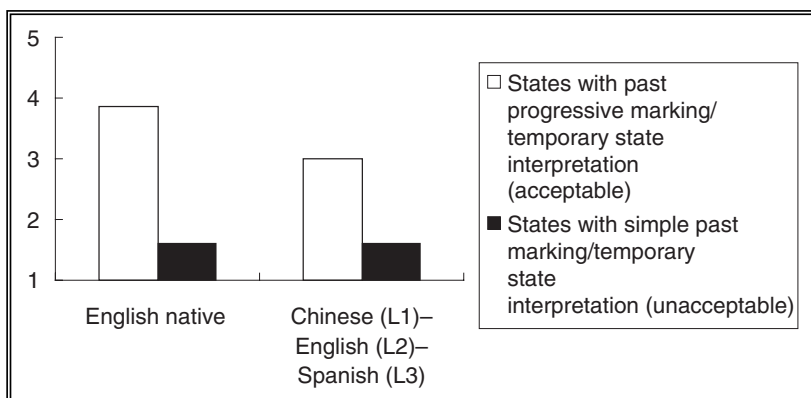 5
4
3
2
1
English native
Chinese (L1)–
English (L2)–
Spanish (L3)
States with past
progressive marking/
temporary state
interpretation
(acceptable)
States with simple past
marking/temporary
state
interpretation (unacceptable)